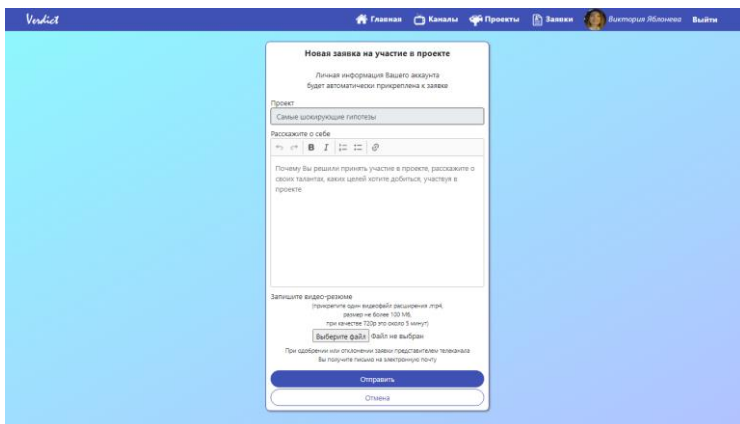 Verdict
Главная Каналы Проекты Заявки Виктория Яблонева Выйти
Новая заявка на участие в проекте
Личная информация Вашего аккаунта
будет автоматически прикреплена к заявке
Проект
Самые шокирующие гипотезы
Расскажите о себе
B I
Почему Вы решили принять участие в проекте, расскажите о
своих талантах, каких целей хотите добиться, участвуя в
проекте
Запишите видео-резюме
(прикрепите один видеофайл расширения .mp4,
размер не более 100 Мб,
при качестве 720p это около 5 минут)
Выберите файл Файл не выбран
При одобрении или отклонении заявки представителем телеканала
Вы получите письмо на электронную почту
Отправить
Отмена